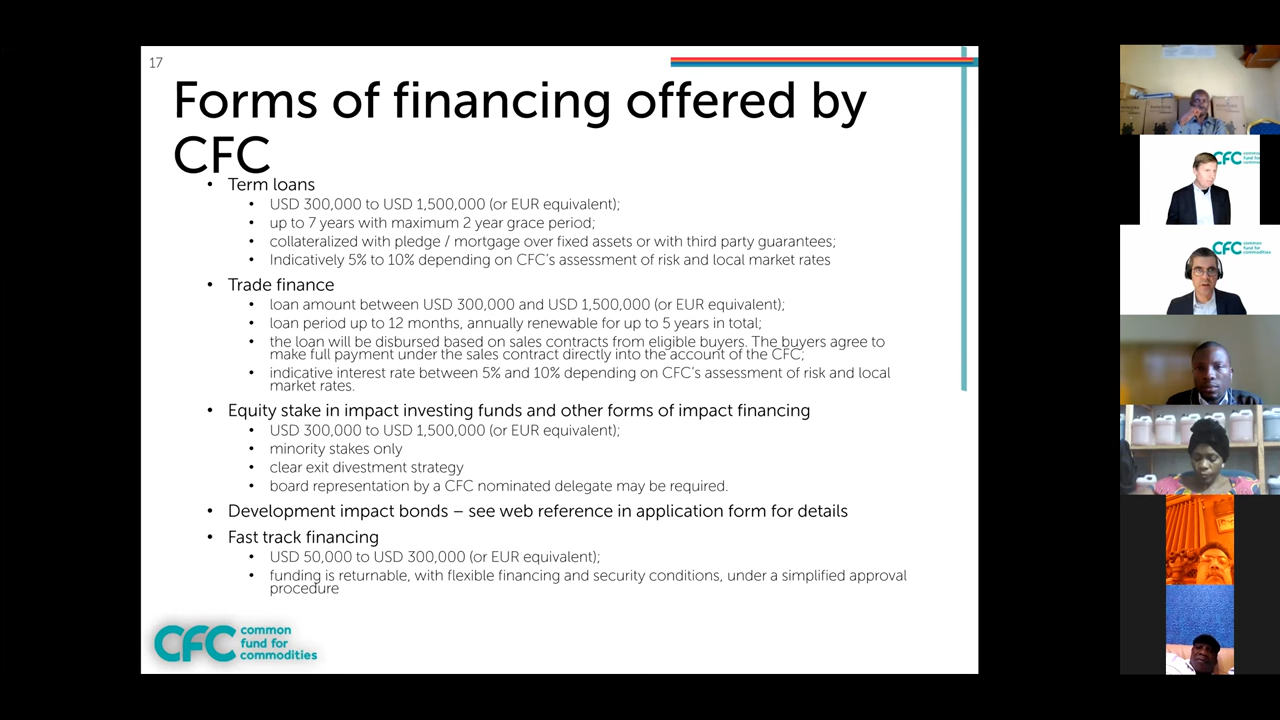 17
Forms of financing offered by
CFC
• Term loans
• USD 300,000 to USD 1,500,000 (or EUR equivalent);
• up to 7 years with maximum 2 year grace period;
• collateralized with pledge / mortgage over fixed assets or with third party guarantees;
• Indicatively 5% to 10% depending on CFC's assessment of risk and local market rates
• Trade finance
• loan amount between USD 300,000 and USD 1,500,000 (or EUR equivalent);
• loan period up to 12 months, annually renewable for up to 5 years in total;
• the loan will be disbursed based on sales contracts from eligible buyers. The buyers agree to
make full payment under the sales contract directly into the account of the CFC;
• indicative interest rate between 5% and 10% depending on CFC's assessment of risk and local
market rates.
• Equity stake in impact investing funds and other forms of impact financing
• USD 300,000 to USD 1,500,000 (or EUR equivalent);
• minority stakes only
• clear exit divestment strategy
• board representation by a CFC nominated delegate may be required.
• Development impact bonds – see web reference in application form for details
• Fast track financing
• USD 50,000 to USD 300,000 (or EUR equivalent);
• funding is returnable, with flexible financing and security conditions, under a simplified approval
procedure
CFC common
fund for
commodities
CFC
fund for
CFC common
fund for
commodities